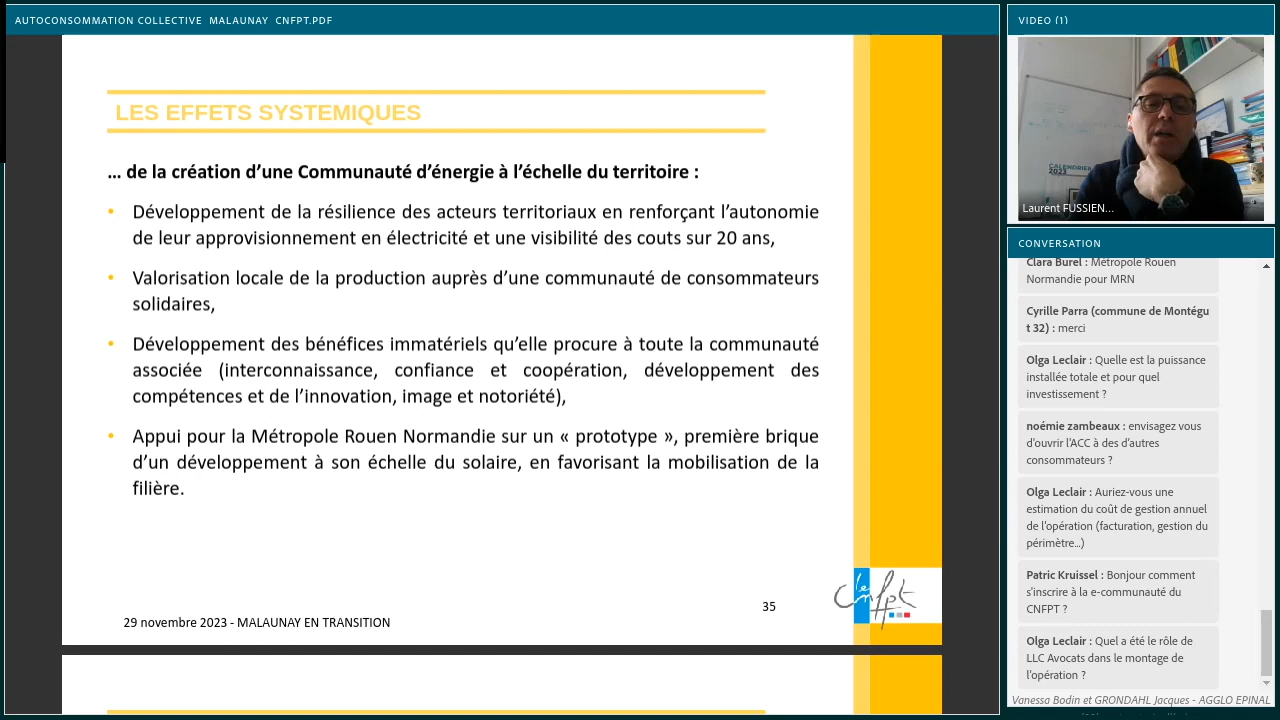 AUTOCONSOMMATION COLLECTIVE MALAUNAY CNFPT.PDF
LES EFFETS SYSTEMIQUES
... de la création d'une Communauté d'énergie à l'échelle du territoire :
• Développement de la résilience des acteurs territoriaux en renforçant l'autonomie
de leur approvisionnement en électricité et une visibilité des couts sur 20 ans,
• Valorisation locale de la production auprès d'une communauté de consommateurs
solidaires,
• Développement des bénéfices immatériels qu'elle procure à toute la communauté
associée (interconnaissance, confiance et coopération, développement des
compétences et de l'innovation, image et notoriété),
• Appui pour la Métropole Rouen Normandie sur un « prototype », première brique
d'un développement à son échelle du solaire, en favorisant la mobilisation de la
filière.
35
29 novembre 2023 - MALAUNAY EN TRANSITION
le cnfpt
VIDEO (1)
CALENDRIER
2023
Laurent FUSSIEN...
CONVERSATION
Clara Burel : Métropole Rouen
Normandie pour MRN
Cyrille Parra (commune de Montégu
t 32) : merci
Olga Leclair : Quelle est la puissance
installée totale et pour quel
investissement ?
noémie zambeaux : envisagez vous
d'ouvrir l'ACC à des d'autres
consommateurs ?
Olga Leclair : Auriez-vous une
estimation du coût de gestion annuel
de l'opération (facturation, gestion du
périmètre...)
Patric Kruissel : Bonjour comment
s'inscrire à la e-communauté du
CNFPT ?
Olga Leclair : Quel a été le rôle de
LLC Avocats dans le montage de
l'opération ?
Vanessa Bodin et GRONDAHL Jacques - AGGLO EPINAL